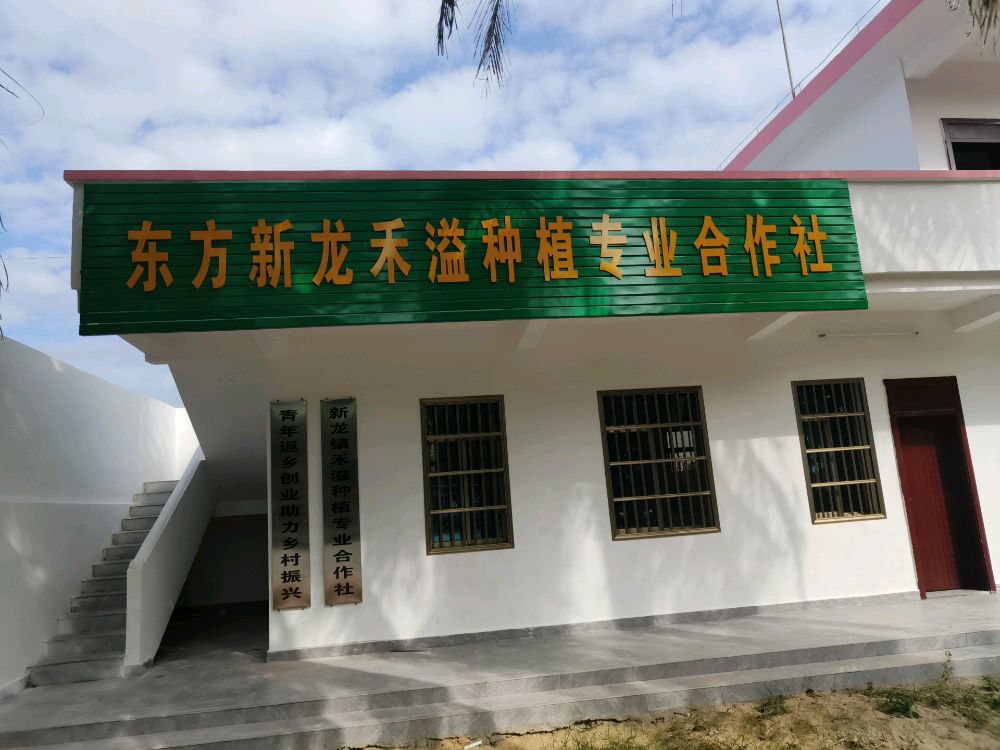 东方新龙禾溢种植专业合作社
青年返乡创业助力乡村振兴
新龙镇禾溢种植专业合作社